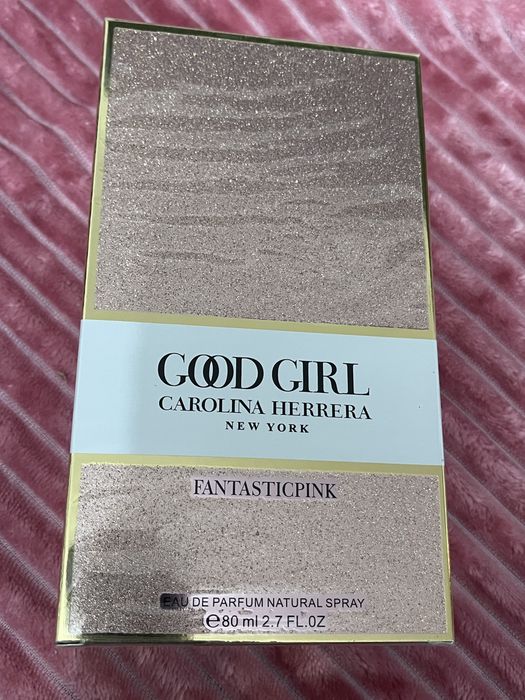 GOOD GIRL
CAROLINA HERRERA
NEW YORK
FANTASTICPINK
EAU DE PARFUM NATURAL SPRAY
℮80 ml 2.7 FL.OZ